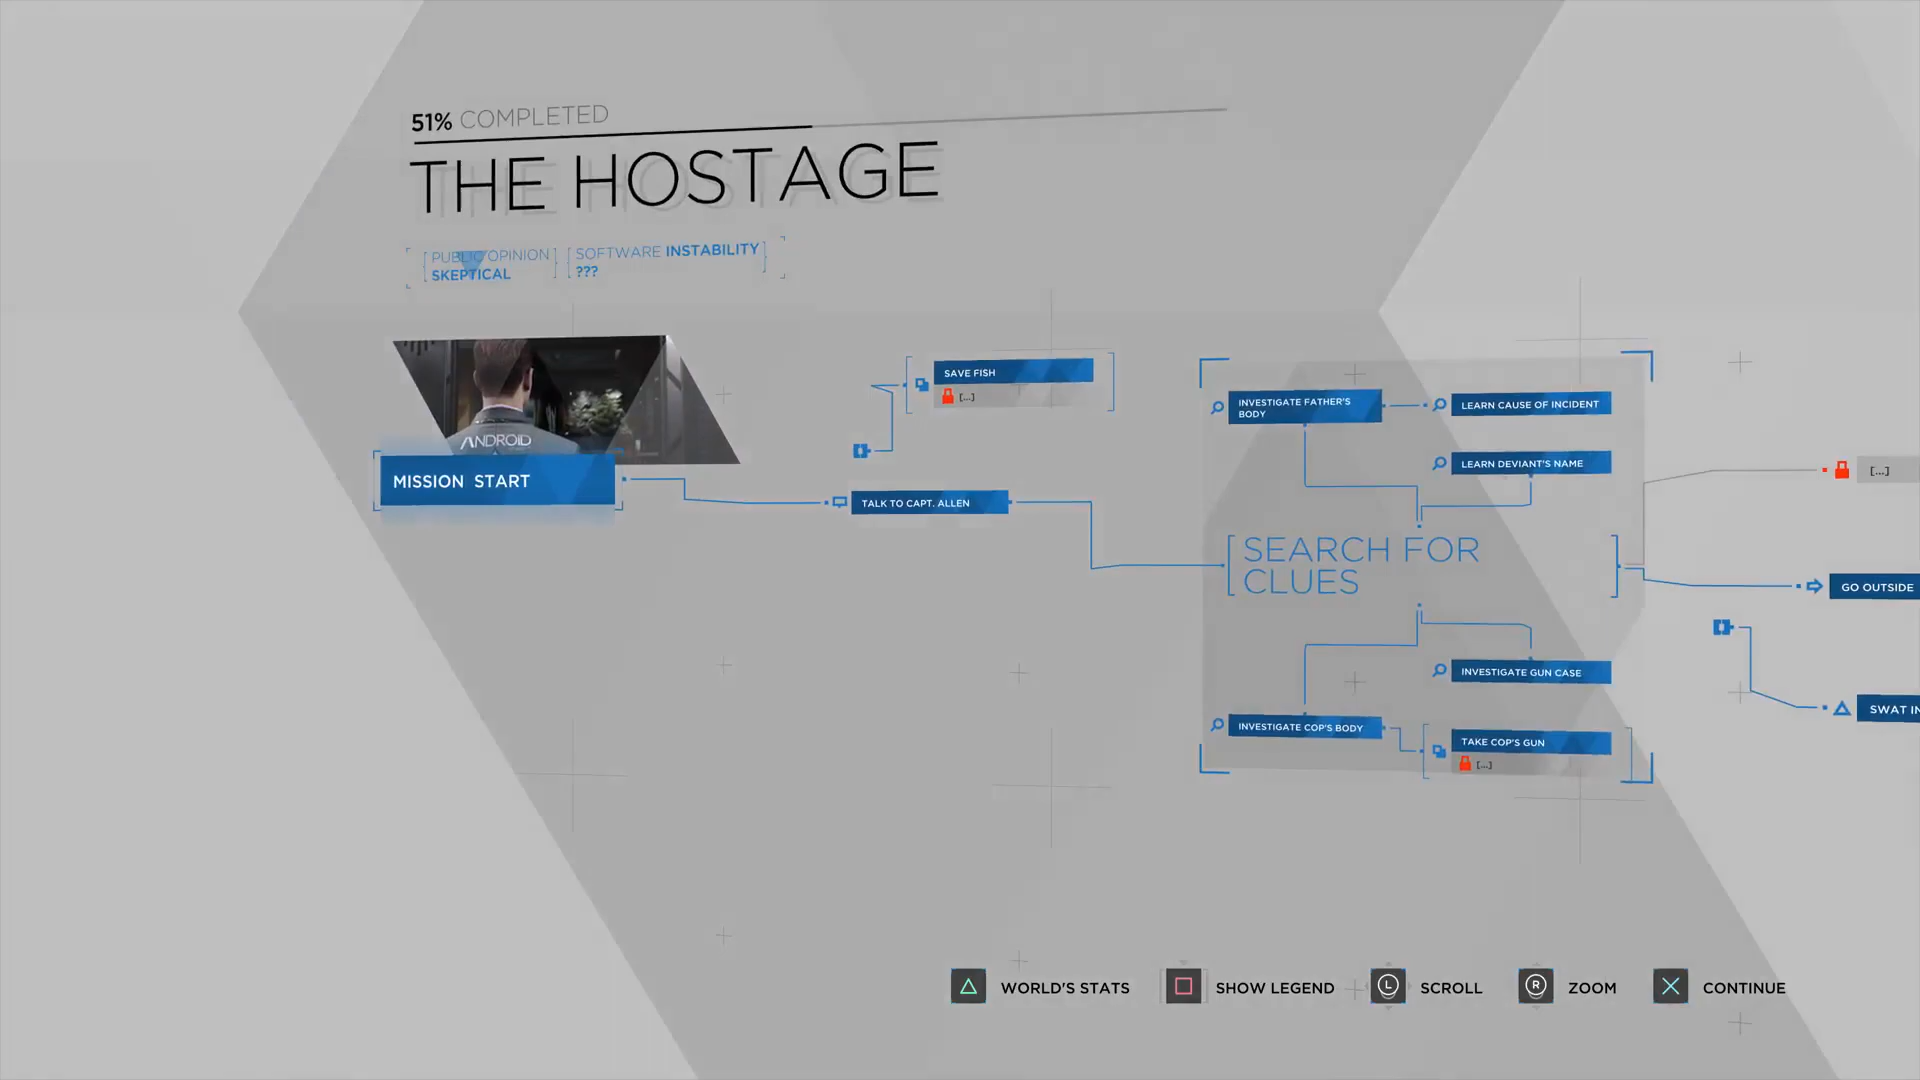 51% COMPLETED
THE HOSTAGE
PUBLIC OPINION
SKEPTICAL
SOFTWARE INSTABILITY
???
ANDROID
MISSION START
SAVE FISH
[...]
TALK TO CAPT. ALLEN
INVESTIGATE FATHER'S
BODY
LEARN CAUSE OF INCIDENT
LEARN DEVIANT'S NAME
SEARCH FOR
CLUES
INVESTIGATE GUN CASE
INVESTIGATE COP'S BODY
TAKE COP'S GUN
[...]
[...]
GO OUTSIDE
SWAT IN
WORLD'S STATS
SHOW LEGEND
L
SCROLL
R
ZOOM
CONTINUE